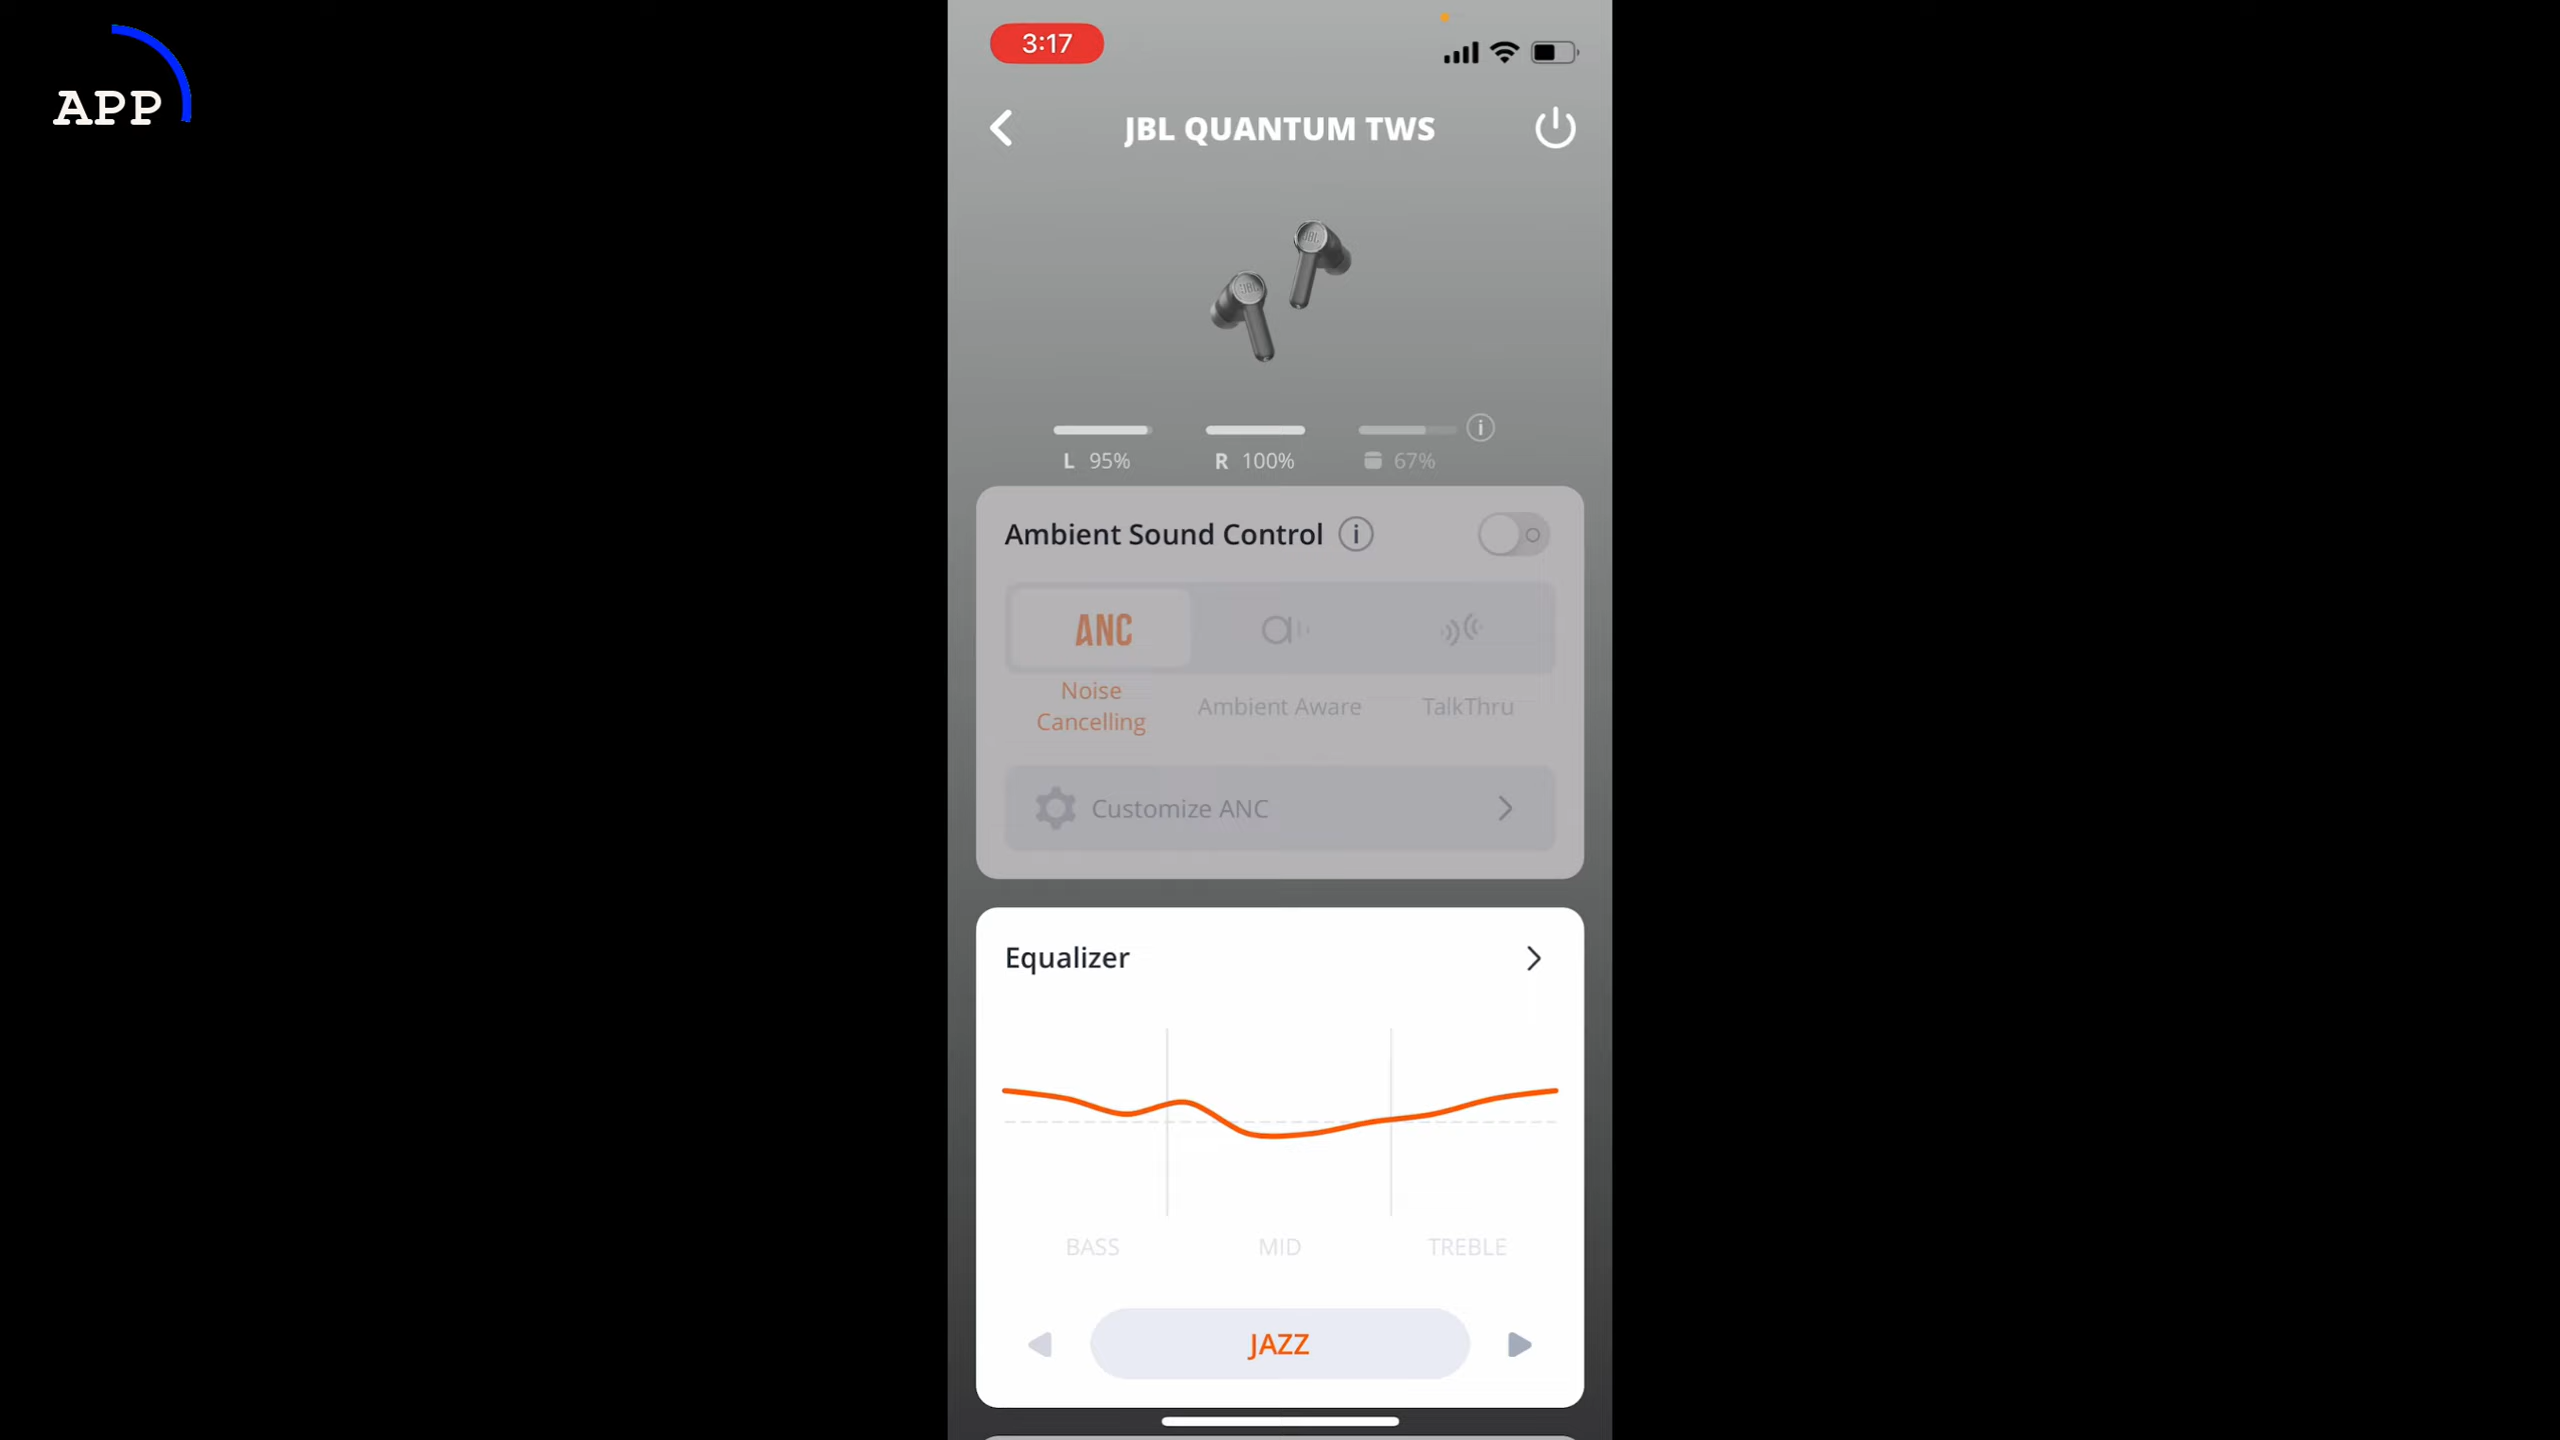 APP
3:17
JBL QUANTUM TWS
L 95% R 100% 67%
Ambient Sound Control
ANC
Noise
Cancelling
Ambient Aware
TalkThru
Customize ANC
Equalizer
BASS MID TREBLE
JAZZ